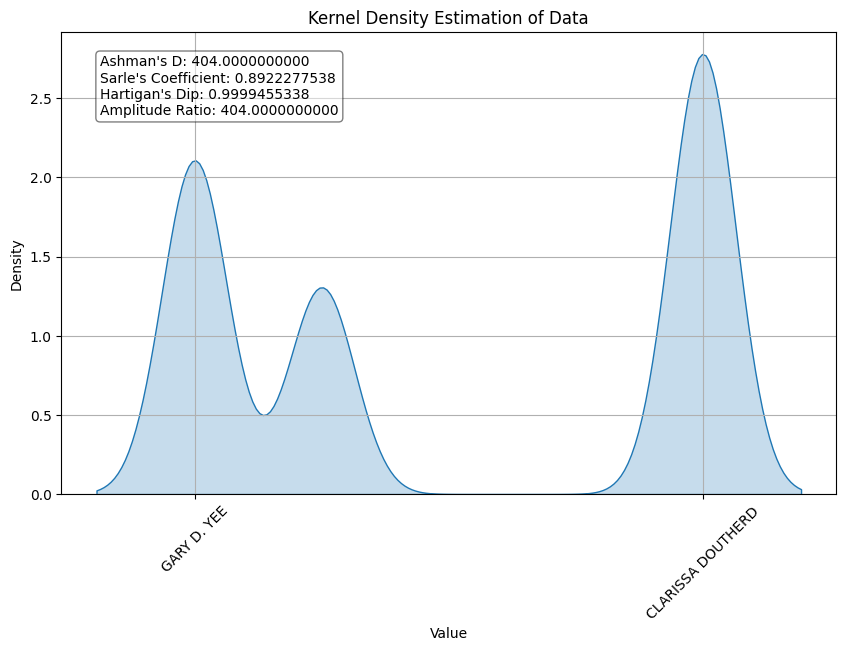 Kernel Density Estimation of Data
Ashman's D: 404.0000000000
Sarle's Coefficient: 0.8922277538
Hartigan's Dip: 0.9999455338
Amplitude Ratio: 404.0000000000
2.5
2.0
1.5
1.0
0.5
0.0
Density
GARY D. YEE
CLARISSA DOUTHERD
Value